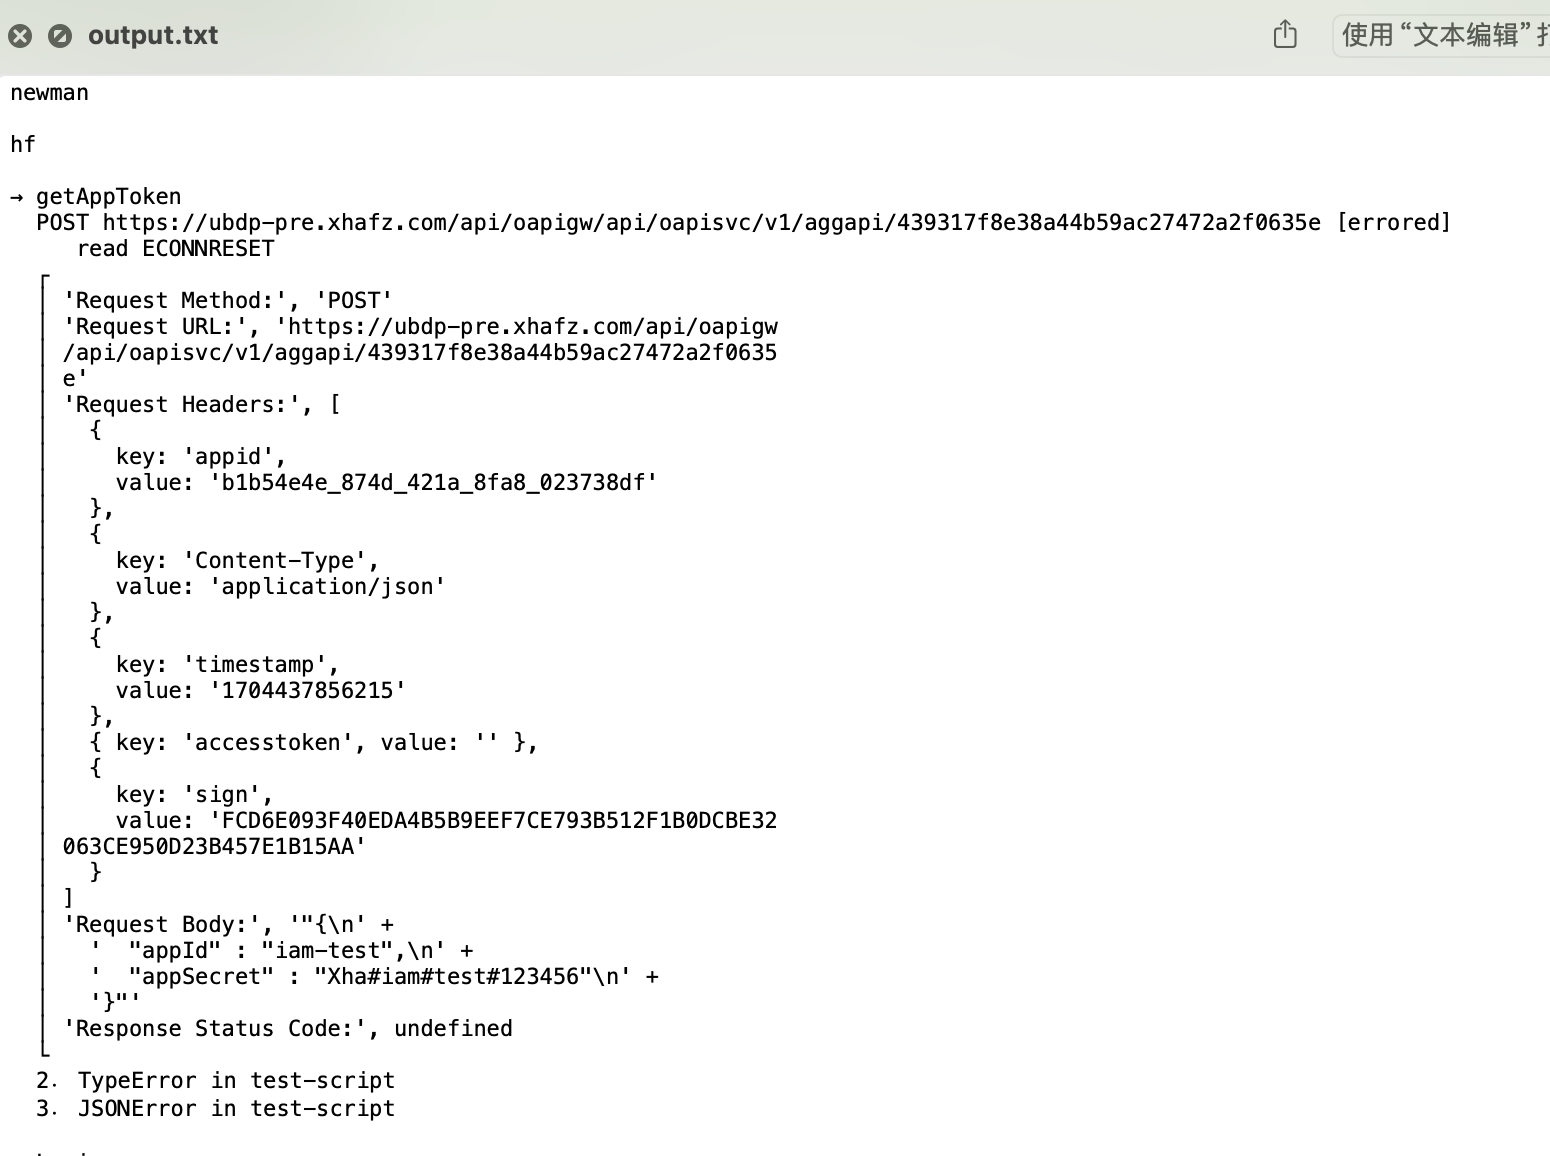 output.txt
使用“文本编辑”打
newman
hf
→ getAppToken
POST https://ubdp-pre.xhafz.com/api/oapigw/api/oapisvc/v1/aggapi/439317f8e38a44b59ac27472a2f0635e [errored]
read ECONNRESET
'Request Method:', 'POST'
'Request URL:', 'https://ubdp-pre.xhafz.com/api/oapigw
/api/oapisvc/v1/aggapi/439317f8e38a44b59ac27472a2f0635
e'
'Request Headers:', [
{
key: 'appid',
value: 'b1b54e4e_874d_421a_8fa8_023738df'
},
{
key: 'Content-Type',
value: 'application/json'
},
{
key: 'timestamp',
value: '1704437856215'
},
{ key: 'accesstoken', value: '' },
{
key: 'sign',
value: 'FCD6E093F40EDA4B5B9EEF7CE793B512F1B0DCBE32
063CE950D23B457E1B15AA'
}
]
'Request Body:', '"{\n' +
'  "appId" : "iam-test",\n' +
'  "appSecret" : "Xha#iam#test#123456"\n' +
'}"'
'Response Status Code:', undefined
2. TypeError in test-script
3. JSONError in test-script